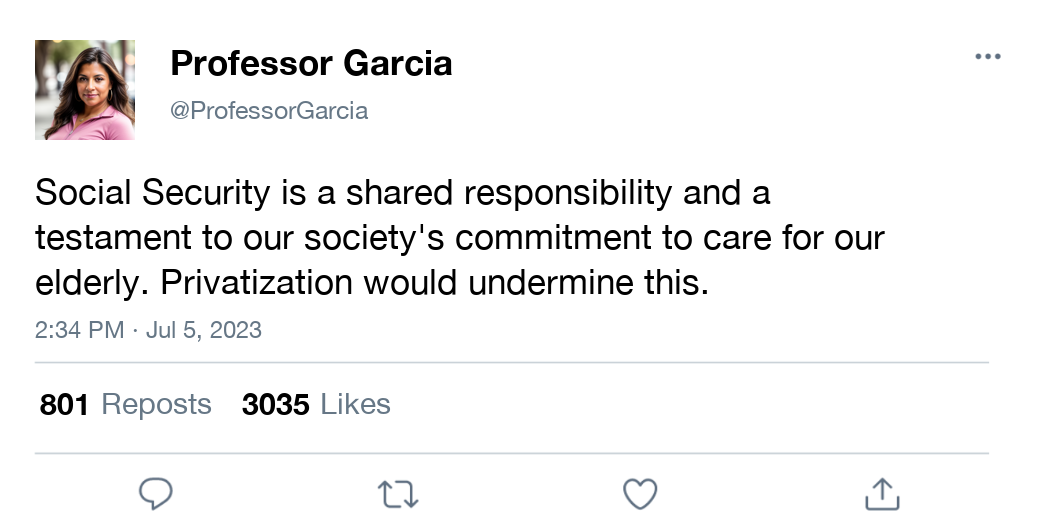 Professor Garcia
@ProfessorGarcia
Social Security is a shared responsibility and a
testament to our society's commitment to care for our
elderly. Privatization would undermine this.
2:34 PM · Jul 5, 2023
801 Reposts 3035 Likes